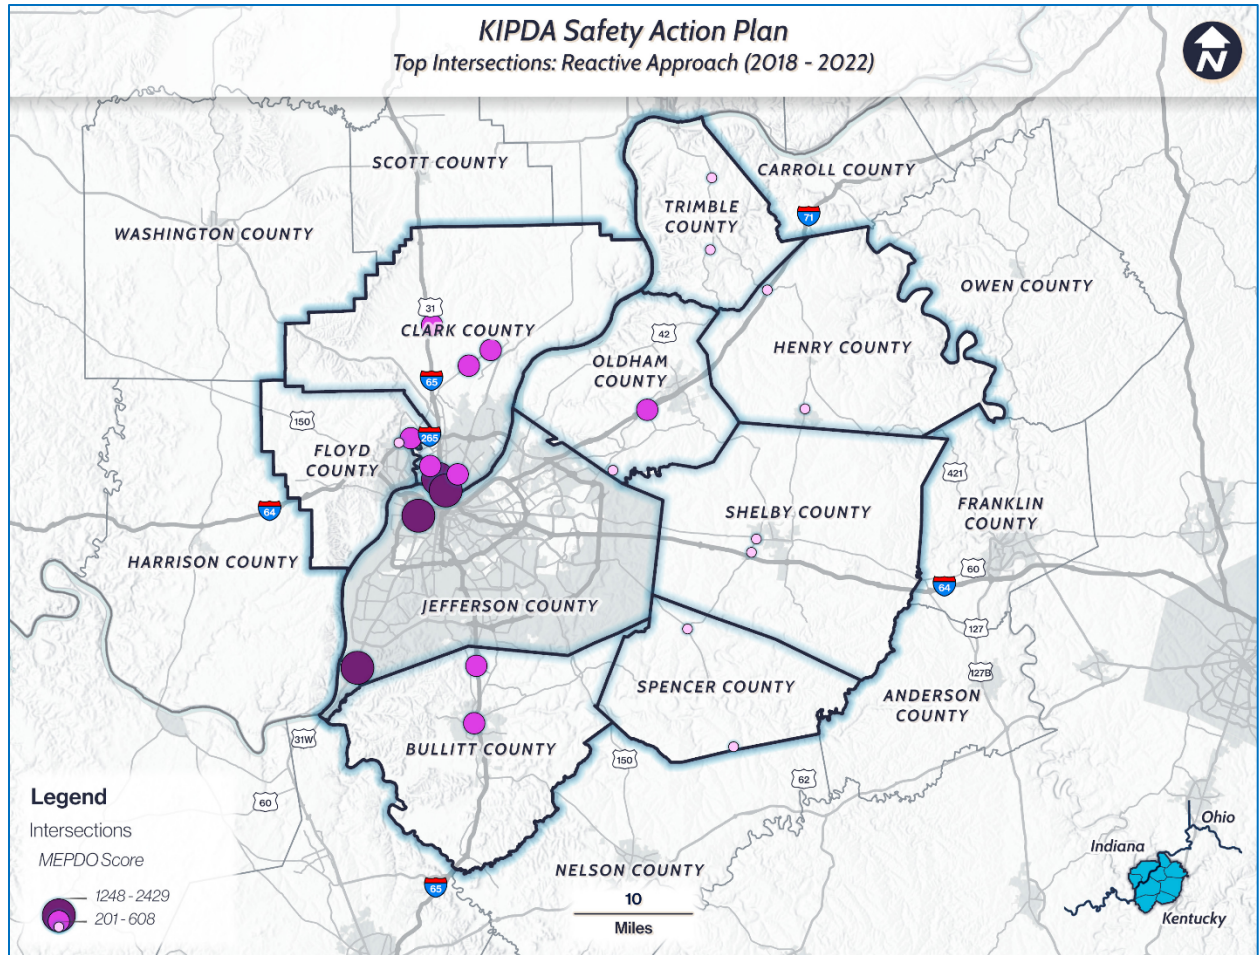 KIPDA Safety Action Plan
Top Intersections: Reactive Approach (2018 - 2022)
N
SCOTT COUNTY
CARROLL COUNTY
TRIMBLE
COUNTY
71
WASHINGTON COUNTY
OWEN COUNTY
31
CLARK COUNTY
42
HENRY COUNTY
OLDHAM
COUNTY
65
150
265
FLOYD
COUNTY
421
64
SHELBY COUNTY
FRANKLIN
COUNTY
HARRISON COUNTY
60
64
JEFFERSON COUNTY
127
127B
SPENCER COUNTY
ANDERSON
COUNTY
31W
BULLITT COUNTY
150
62
60
NELSON COUNTY
65
10
Miles
Legend
Intersections
MEPDO Score
1248 - 2429
201 - 608
Ohio
Indiana
Kentucky